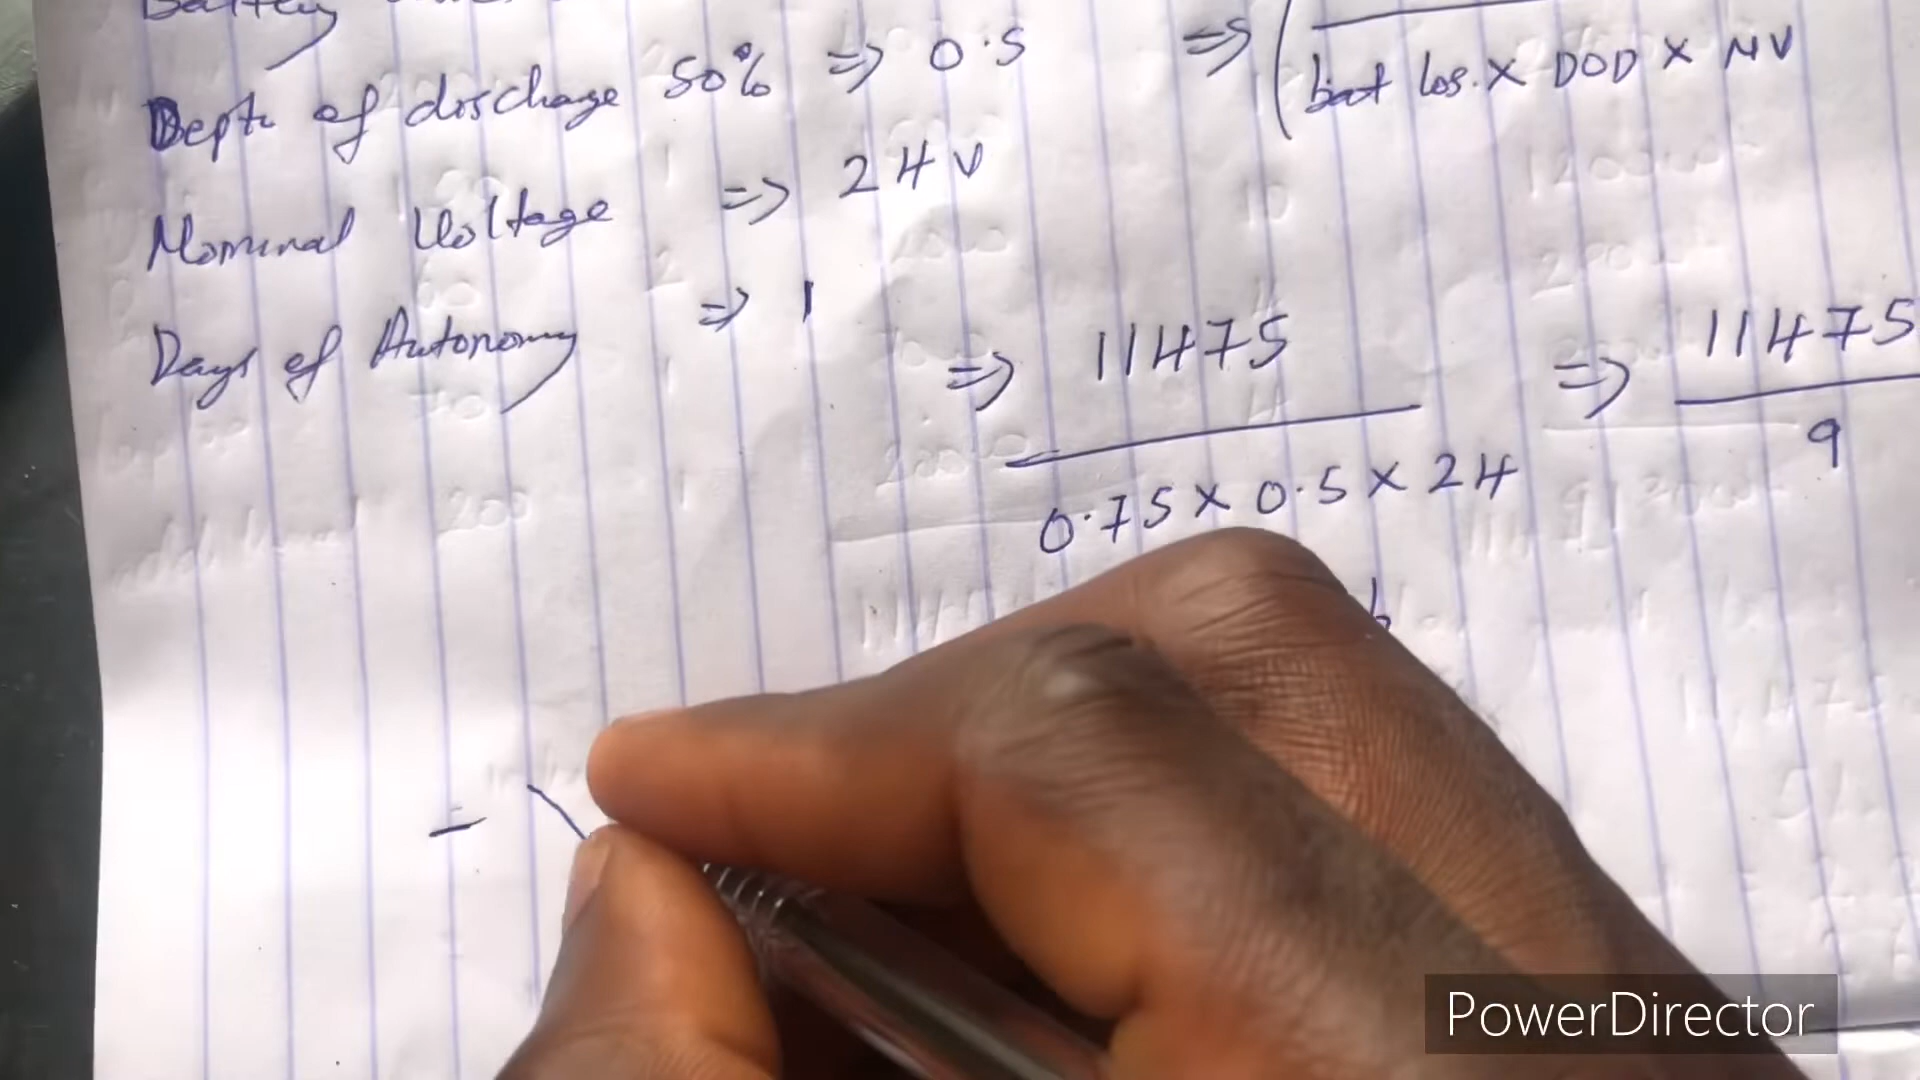 Battery
Depth of discharge 50% => 0.5
=> ( bat los. X DOD X NV
Nominal Voltage => 24V
Days of Autonomy => 1
=> 11475
0.75 X 0.5 X 24
=> 11475
9
=
PowerDirector